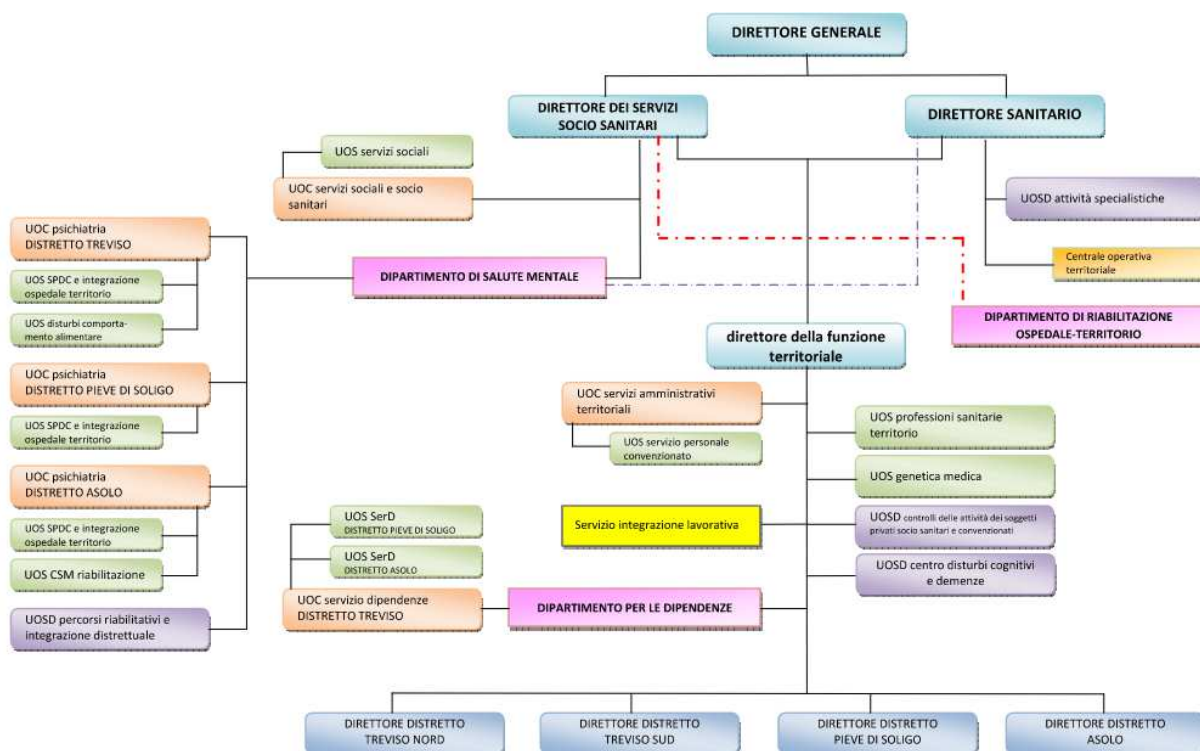 DIRETTORE GENERALE
DIRETTORE DEI SERVIZI
SOCIO SANITARI
DIRETTORE SANITARIO
UOS servizi sociali
UOC servizi sociali e socio
sanitari
UOSD attività specialistiche
Centrale operativa
territoriale
DIPARTIMENTO DI RIABILITAZIONE
OSPEDALE-TERRITORIO
DIPARTIMENTO DI SALUTE MENTALE
UOC psichiatria
DISTRETTO TREVISO
UOS SPDC e integrazione
ospedale territorio
UOS disturbi comporta-
mento alimentare
UOC psichiatria
DISTRETTO PIEVE DI SOLIGO
UOS SPDC e integrazione
ospedale territorio
UOC psichiatria
DISTRETTO ASOLO
UOS SPDC e integrazione
ospedale territorio
UOS CSM riabilitazione
UOSD percorsi riabilitativi e
integrazione distrettuale
direttore della funzione
territoriale
UOC servizi amministrativi
territoriali
UOS servizio personale
convenzionato
UOS professioni sanitarie
territorio
UOS genetica medica
Servizio integrazione lavorativa
UOSD controlli delle attività dei soggetti
privati socio sanitari e convenzionati
UOSD centro disturbi cognitivi
e demenze
UOS SerD
DISTRETTO PIEVE DI SOLIGO
UOS SerD
DISTRETTO ASOLO
UOC servizio dipendenze
DISTRETTO TREVISO
DIPARTIMENTO PER LE DIPENDENZE
DIRETTORE DISTRETTO
TREVISO NORD
DIRETTORE DISTRETTO
TREVISO SUD
DIRETTORE DISTRETTO
PIEVE DI SOLIGO
DIRETTORE DISTRETTO
ASOLO